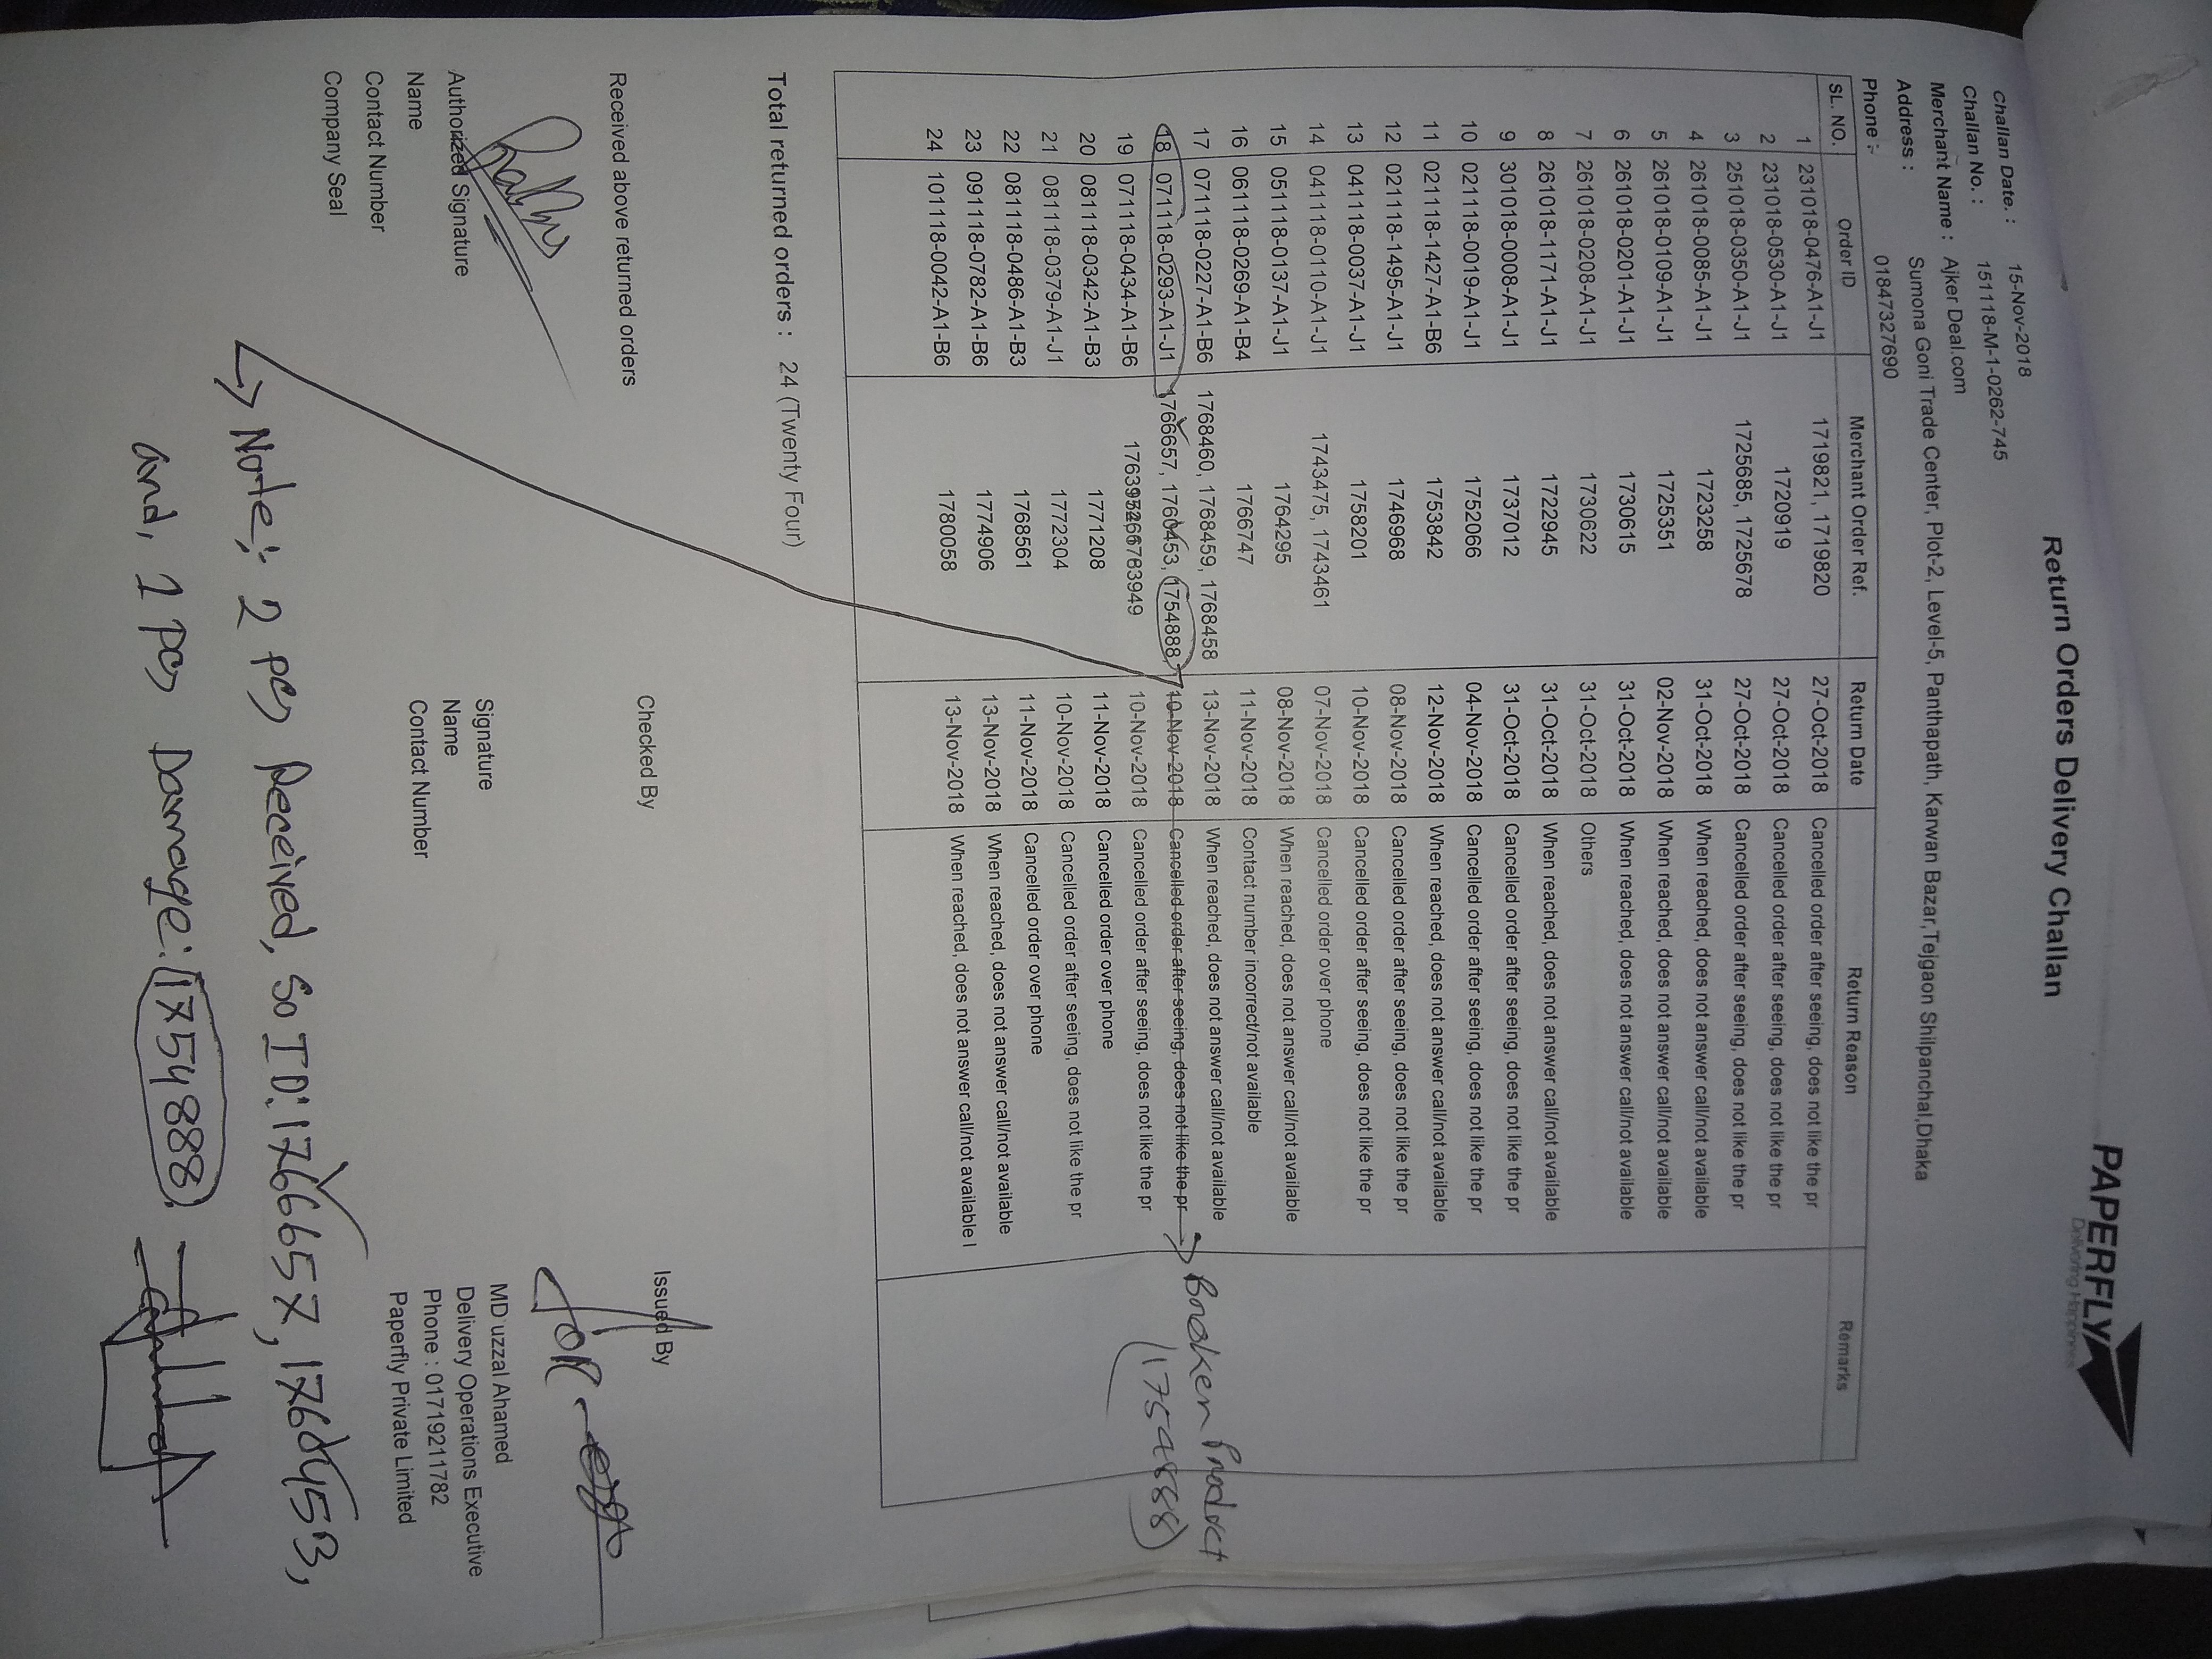 PAPERFLY
Delivering Happiness
Return Orders Delivery Challan
Challan Date. : 15-Nov-2018
Challan No. : 151118-M-1-0262-745
Merchant Name : Ajker Deal.com
Address : Sumona Goni Trade Center, Plot-2, Level-5, Panthapath, Karwan Bazar,Tejgaon Shilpanchal,Dhaka
Phone :- 01847327690
SL. NO. Order ID Merchant Order Ref. Return Date Return Reason Remarks
1 231018-0476-A1-J1 1719821, 1719820 27-Oct-2018 Cancelled order after seeing, does not like the pr
2 231018-0530-A1-J1 1720919 27-Oct-2018 Cancelled order after seeing, does not like the pr
3 251018-0350-A1-J1 1725685, 1725678 27-Oct-2018 Cancelled order after seeing, does not like the pr
4 261018-0085-A1-J1 1723258 31-Oct-2018 When reached, does not answer call/not available
5 261018-0109-A1-J1 1725351 02-Nov-2018 When reached, does not answer call/not available
6 261018-0201-A1-J1 1730615 31-Oct-2018 When reached, does not answer call/not available
7 261018-0208-A1-J1 1730622 31-Oct-2018 Others
8 261018-1171-A1-J1 1722945 31-Oct-2018 When reached, does not answer call/not available
9 301018-0008-A1-J1 1737012 31-Oct-2018 Cancelled order after seeing, does not like the pr
10 021118-0019-A1-J1 1752066 04-Nov-2018 Cancelled order after seeing, does not like the pr
11 021118-1427-A1-B6 1753842 12-Nov-2018 When reached, does not answer call/not available
12 021118-1495-A1-J1 1746968 08-Nov-2018 Cancelled order after seeing, does not like the pr
13 041118-0037-A1-J1 1758201 10-Nov-2018 Cancelled order after seeing, does not like the pr
14 041118-0110-A1-J1 1743475, 1743461 07-Nov-2018 Cancelled order over phone
15 051118-0137-A1-J1 1764295 08-Nov-2018 When reached, does not answer call/not available
16 061118-0269-A1-B4 1766747 11-Nov-2018 Contact number incorrect/not available
17 071118-0227-A1-B6 1768460, 1768459, 1768458 13-Nov-2018 When reached, does not answer call/not available
18 071118-0293-A1-J1 1766657, 1760453, 1754888, 10-Nov-2018 Cancelled order after seeing, does not like the pr Broken Product
(1754888)
19 071118-0434-A1-B6 10-Nov-2018 Cancelled order after seeing, does not like the pr
20 081118-0342-A1-B3 1771208 11-Nov-2018 Cancelled order over phone
21 081118-0379-A1-J1 1772304 10-Nov-2018 Cancelled order after seeing, does not like the pr
22 081118-0486-A1-B3 1768561 11-Nov-2018 Cancelled order over phone
23 091118-0782-A1-B6 1774906 13-Nov-2018 When reached, does not answer call/not available
24 101118-0042-A1-B6 1780058 13-Nov-2018 When reached, does not answer call/not available I
Total returned orders : 24 (Twenty Four)
Received above returned orders Checked By Issued By
Authorized Signature Signature MD uzzal Ahamed
Name Name Delivery Operations Executive
Contact Number Contact Number Phone : 01719211782
Company Seal Paperfly Private Limited
Note: 2 pcs Received, So ID: 1766657, 1760453,
and, 1 pcs Damage: 1754888.